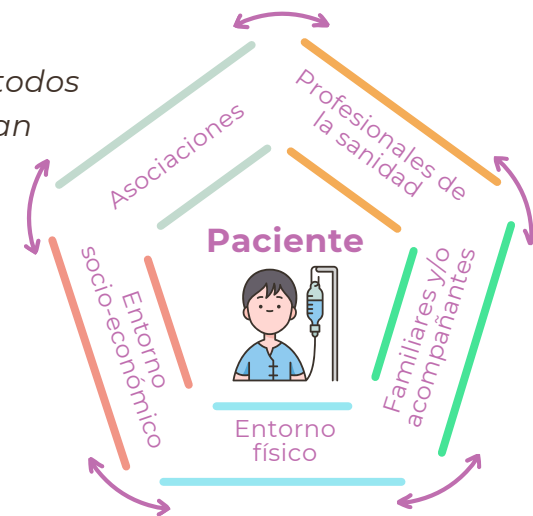 todos
an
Asociaciones
Profesionales de
la sanidad
Paciente
Entorno
socio-económico
Familiares y/o
acompañantes
Entorno
físico